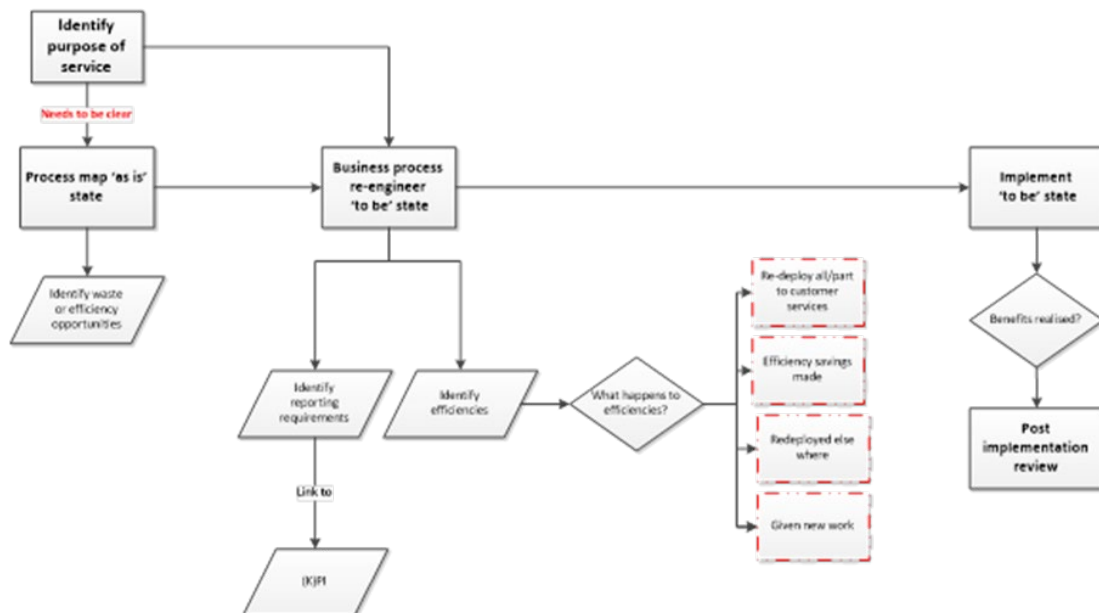 Identify
purpose of
service
Needs to be clear
Process map 'as is'
state
Business process
re-engineer
'to be' state
Implement
'to be' state
Identify waste
or efficiency
opportunities
Re-deploy all/part
to customer
services
Benefits realised?
Efficiency savings
made
Identify
reporting
requirements
Identify
efficiencies
What happens to
efficiencies?
Redeployed else
where
Post
implementation
review
Link to
Given new work
(K)PI